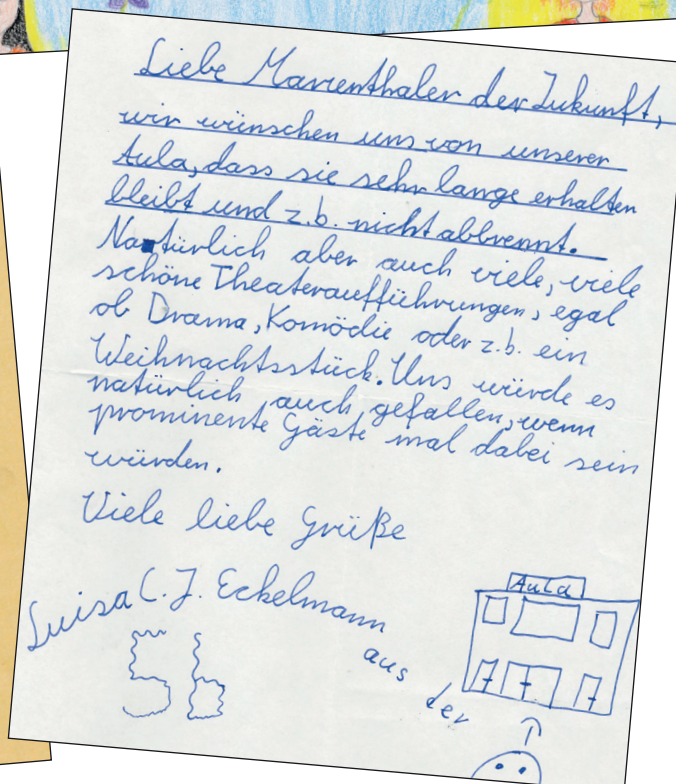 Liebe Marienthaler der Zukunft,
wir wünschen uns von unserer
Aula, dass sie sehr lange erhalten
bleibt und z.b. nicht abbrennt.
Natürlich aber auch viele, viele
schöne Theateraufführungen, egal
ob Drama, Komödie oder z.b. ein
Weihnachtsstück. Uns würde es
natürlich auch gefallen, wenn
prominente Gäste mal dabei sein
würden.
Viele liebe Grüße
Luisa C. J. Eckelmann
aus der
5b
Aula